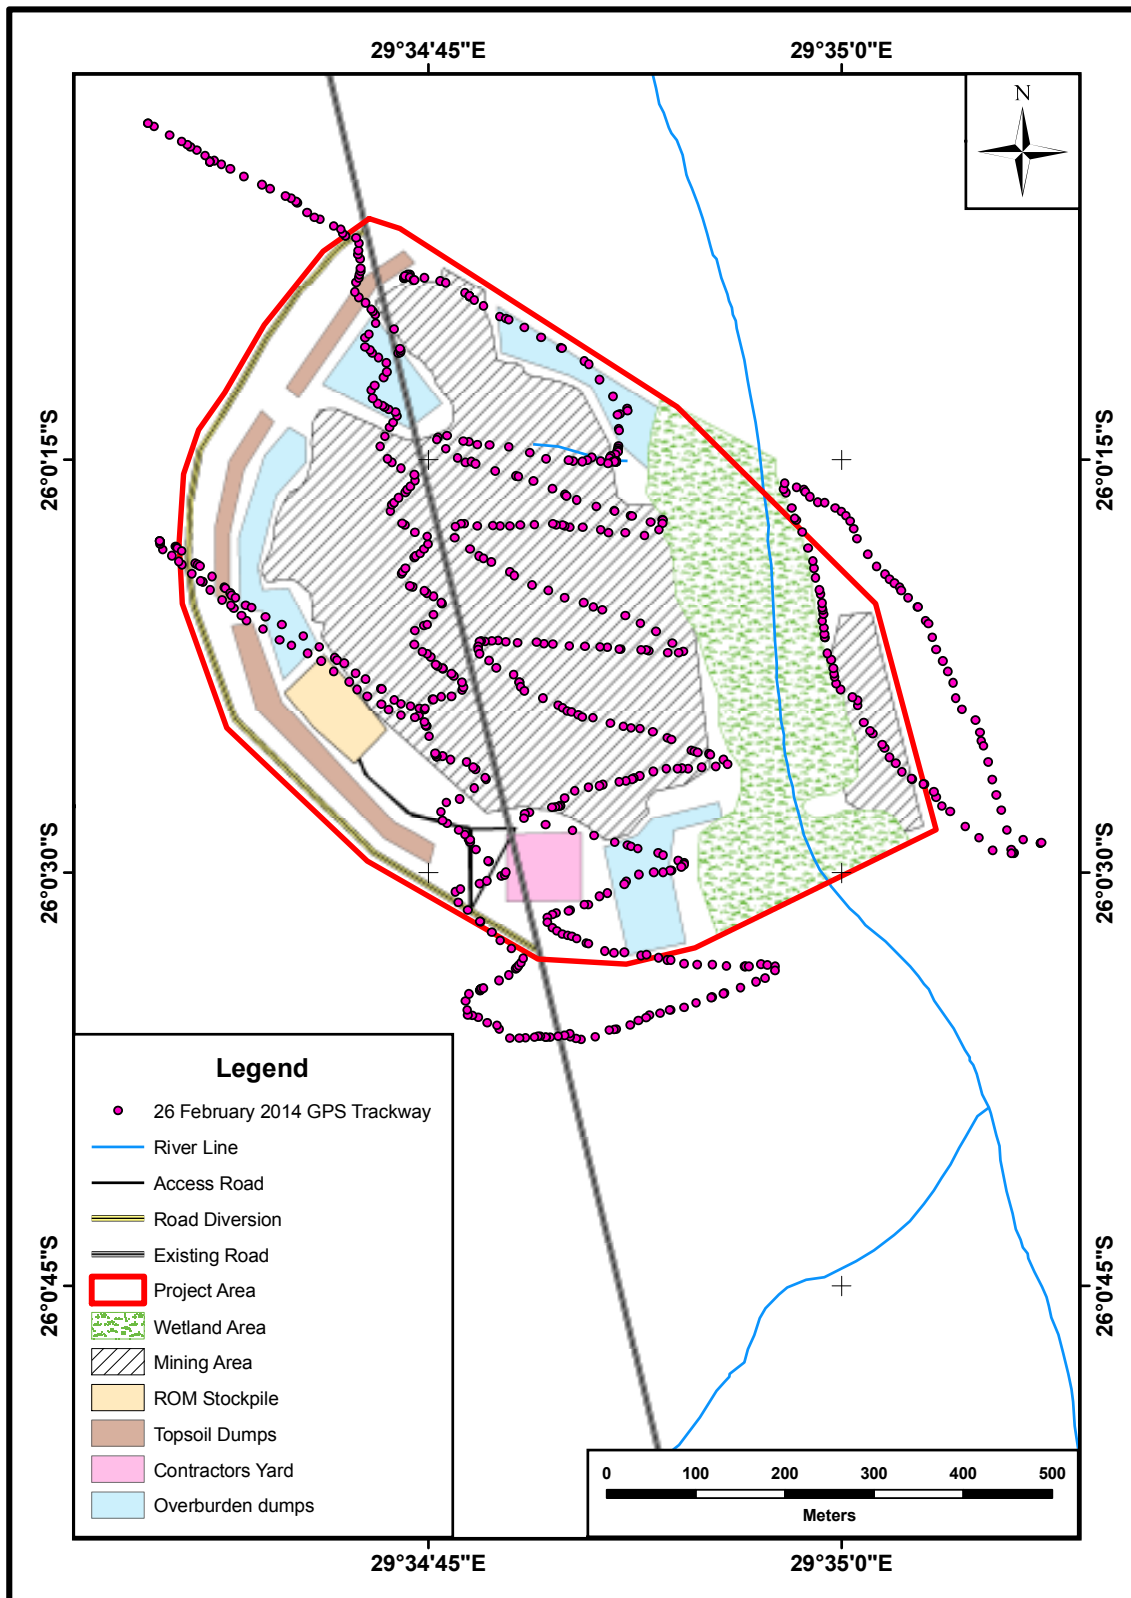 29°34'45"E 29°35'0"E
N
26°0'15"S 26°0'15"S
26°0'30"S 26°0'30"S
26°0'45"S 26°0'45"S
Legend
26 February 2014 GPS Trackway
River Line
Access Road
Road Diversion
Existing Road
Project Area
Wetland Area
Mining Area
ROM Stockpile
Topsoil Dumps
Contractors Yard
Overburden dumps
0 100 200 300 400 500
Meters
29°34'45"E 29°35'0"E